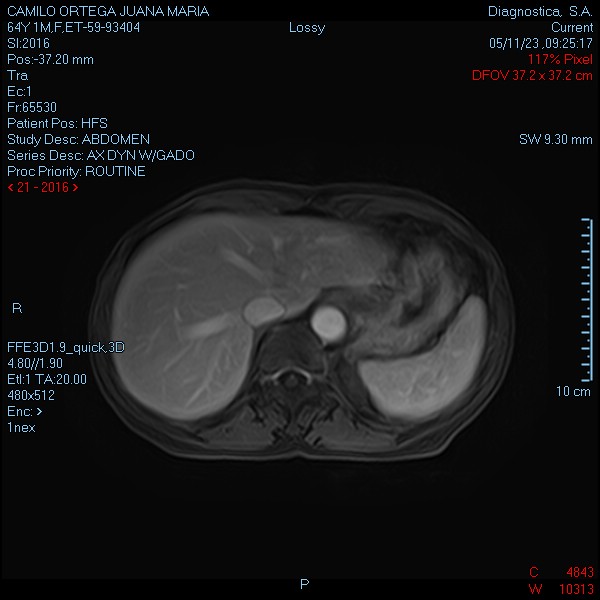 CAMILO ORTEGA JUANA MARIA
64Y 1M,F,ET-59-93404
SI:2016
Pos:-37.20 mm
Tra
Ec:1
Fr:65530
Patient Pos: HFS
Study Desc: ABDOMEN
Series Desc: AX DYN W/GADO
Proc Priority: ROUTINE
< 21 - 2016 >
Lossy
Diagnostica, S.A.
Current
05/11/23 ,09:25:17
117% Pixel
DFOV 37.2 x 37.2 cm
SW 9.30 mm
R
FFE3D1.9_quick,3D
4.80//1.90
Etl:1 TA:20.00
480x512
Enc: >
1nex
10 cm
P
C 4843
W 10313